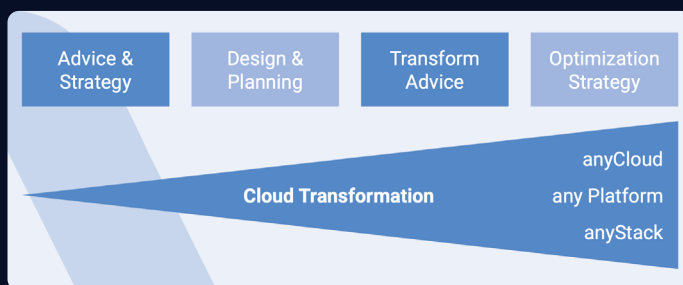 Advice &
Strategy
Design &
Planning
Transform
Advice
Optimization
Strategy
anyCloud
Cloud Transformation
any Platform
anyStack